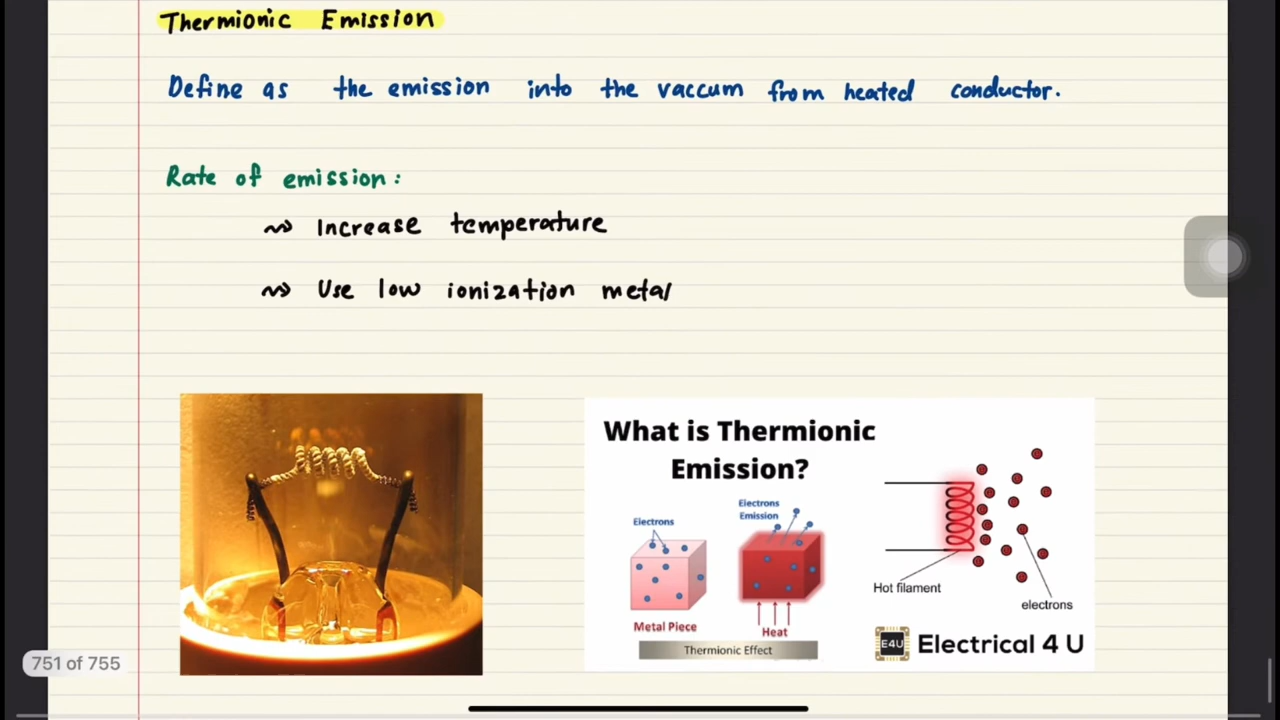 Thermionic Emission
Define as the emission into the vaccum from heated conductor.
Rate of emission:
Increase temperature
Use low ionization metal
What is Thermionic
Emission?
Electrons
Electrons
Emission
Metal Piece
Heat
Thermionic Effect
Hot filament
electrons
E4U Electrical 4 U
751 of 755